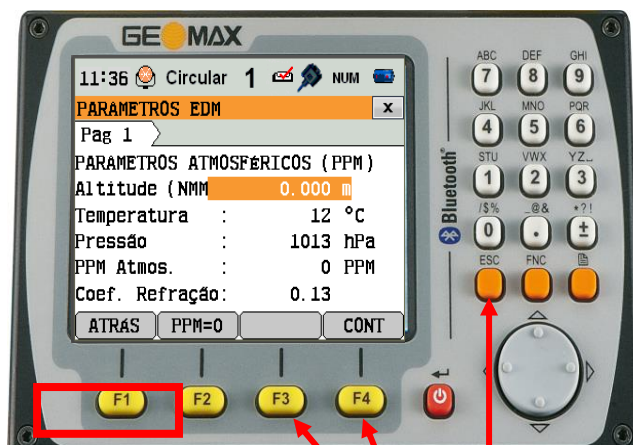 GEOMAX
11:36 Circular 1 NUM
PARAMETROS EDM x
Pag 1
PARAMETROS ATMOSFÉRICOS (PPM)
Altitude (NMM 0.000 m
Temperatura : 12 °C
Pressão : 1013 hPa
PPM Atmos. : 0 PPM
Coef. Refração: 0.13
ATRÁS PPM=0 CONT
F1 F2 F3 F4
Bluetooth
ABC DEF GHI
7 8 9
JKL MNO PQR
4 5 6
STU VWX YZ_
1 2 3
/$% _@& *?!
0 . ±
ESC FNC